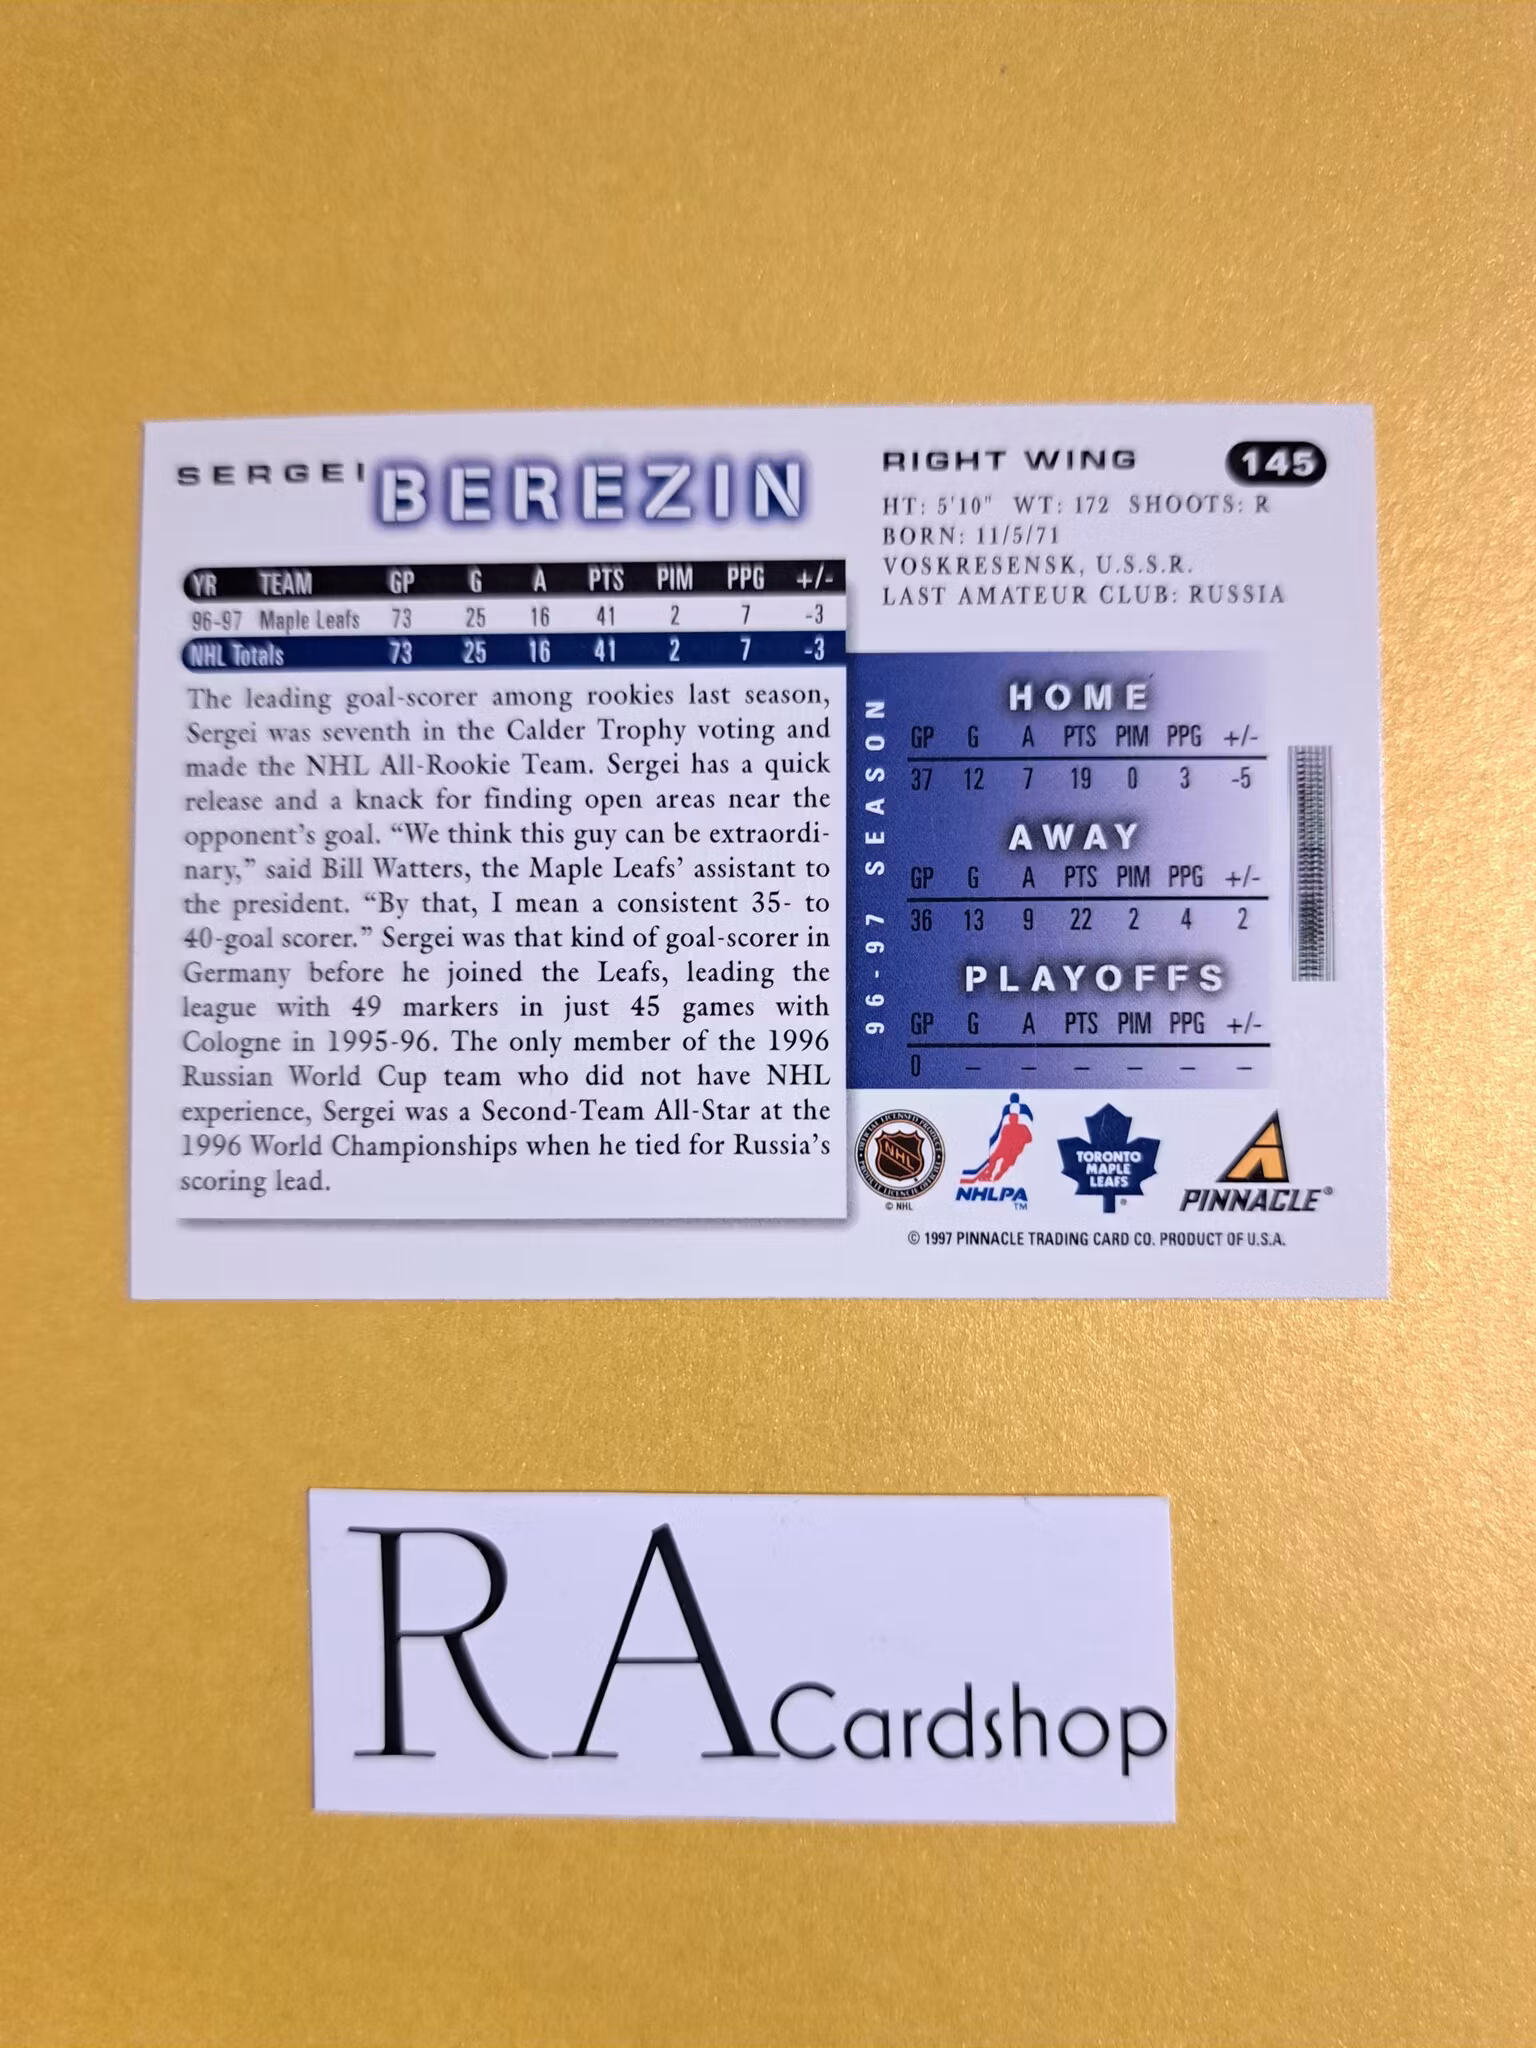 SERGEI BEREZIN
YR TEAM GP G A PTS PIM PPG +/-
96-97 Maple Leafs 73 25 16 41 2 7 -3
NHL Totals 73 25 16 41 2 7 -3
The leading goal-scorer among rookies last season,
Sergei was seventh in the Calder Trophy voting and
made the NHL All-Rookie Team. Sergei has a quick
release and a knack for finding open areas near the
opponent's goal. “We think this guy can be extraordi-
nary,” said Bill Watters, the Maple Leafs’ assistant to
the president. “By that, I mean a consistent 35- to
40-goal scorer.” Sergei was that kind of goal-scorer in
Germany before he joined the Leafs, leading the
league with 49 markers in just 45 games with
Cologne in 1995-96. The only member of the 1996
Russian World Cup team who did not have NHL
experience, Sergei was a Second-Team All-Star at the
1996 World Championships when he tied for Russia’s
scoring lead.
RIGHT WING 145
HT: 5'10" WT: 172 SHOOTS: R
BORN: 11/5/71
VOSKRESENSK, U.S.S.R.
LAST AMATEUR CLUB: RUSSIA
96-97 SEASON
HOME
GP G A PTS PIM PPG +/-
37 12 7 19 0 3 -5
AWAY
GP G A PTS PIM PPG +/-
36 13 9 22 2 4 2
PLAYOFFS
GP G A PTS PIM PPG +/-
0 – – – – – –
NHL
© NHL
NHLPA
TM
TORONTO
MAPLE
LEAFS
®
PINNACLE®
© 1997 PINNACLE TRADING CARD CO. PRODUCT OF U.S.A.
RA Cardshop